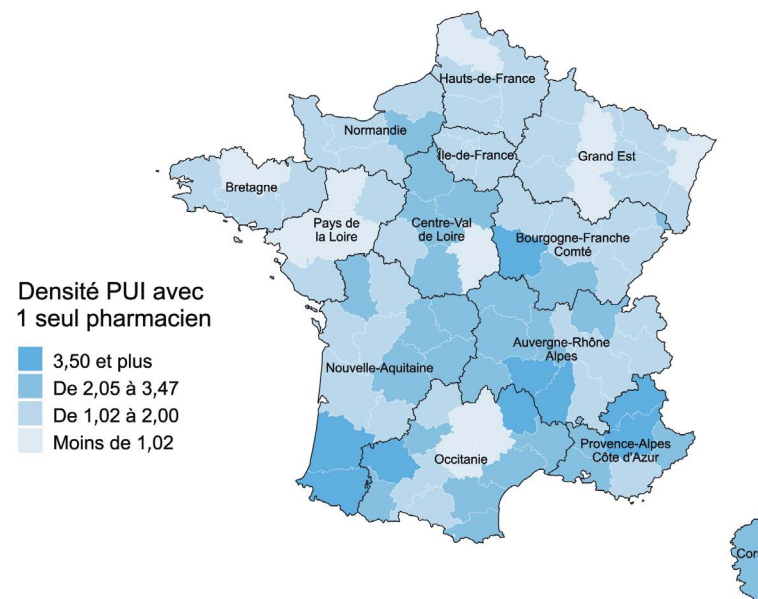 Hauts-de-France
Normandie
Île-de-France
Grand Est
Bretagne
Pays de
la Loire
Centre-Val
de Loire
Bourgogne-Franche
Comté
Densité PUI avec
1 seul pharmacien
3,50 et plus
De 2,05 à 3,47
De 1,02 à 2,00
Moins de 1,02
Auvergne-Rhône
Alpes
Nouvelle-Aquitaine
Provence-Alpes
Côte d'Azur
Occitanie
Cors